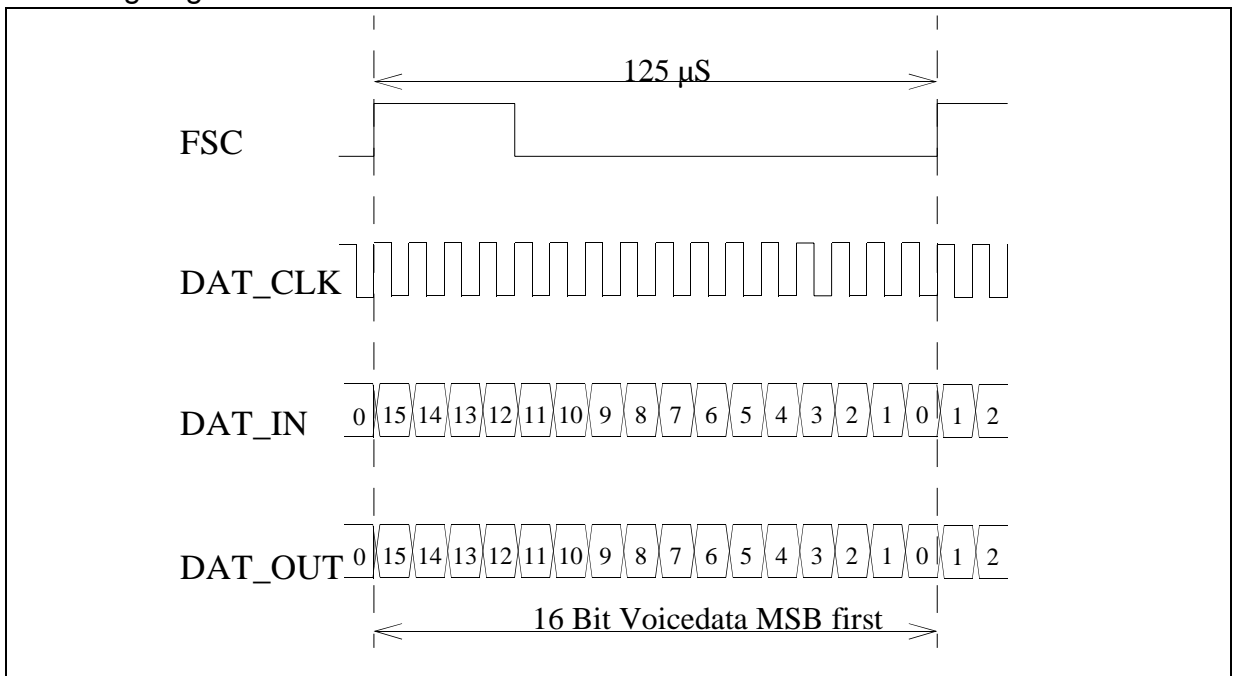 125 µS
FSC
DAT_CLK
DAT_IN 0 15 14 13 12 11 10 9 8 7 6 5 4 3 2 1 0 1 2
DAT_OUT 0 15 14 13 12 11 10 9 8 7 6 5 4 3 2 1 0 1 2
16 Bit Voicedata MSB first